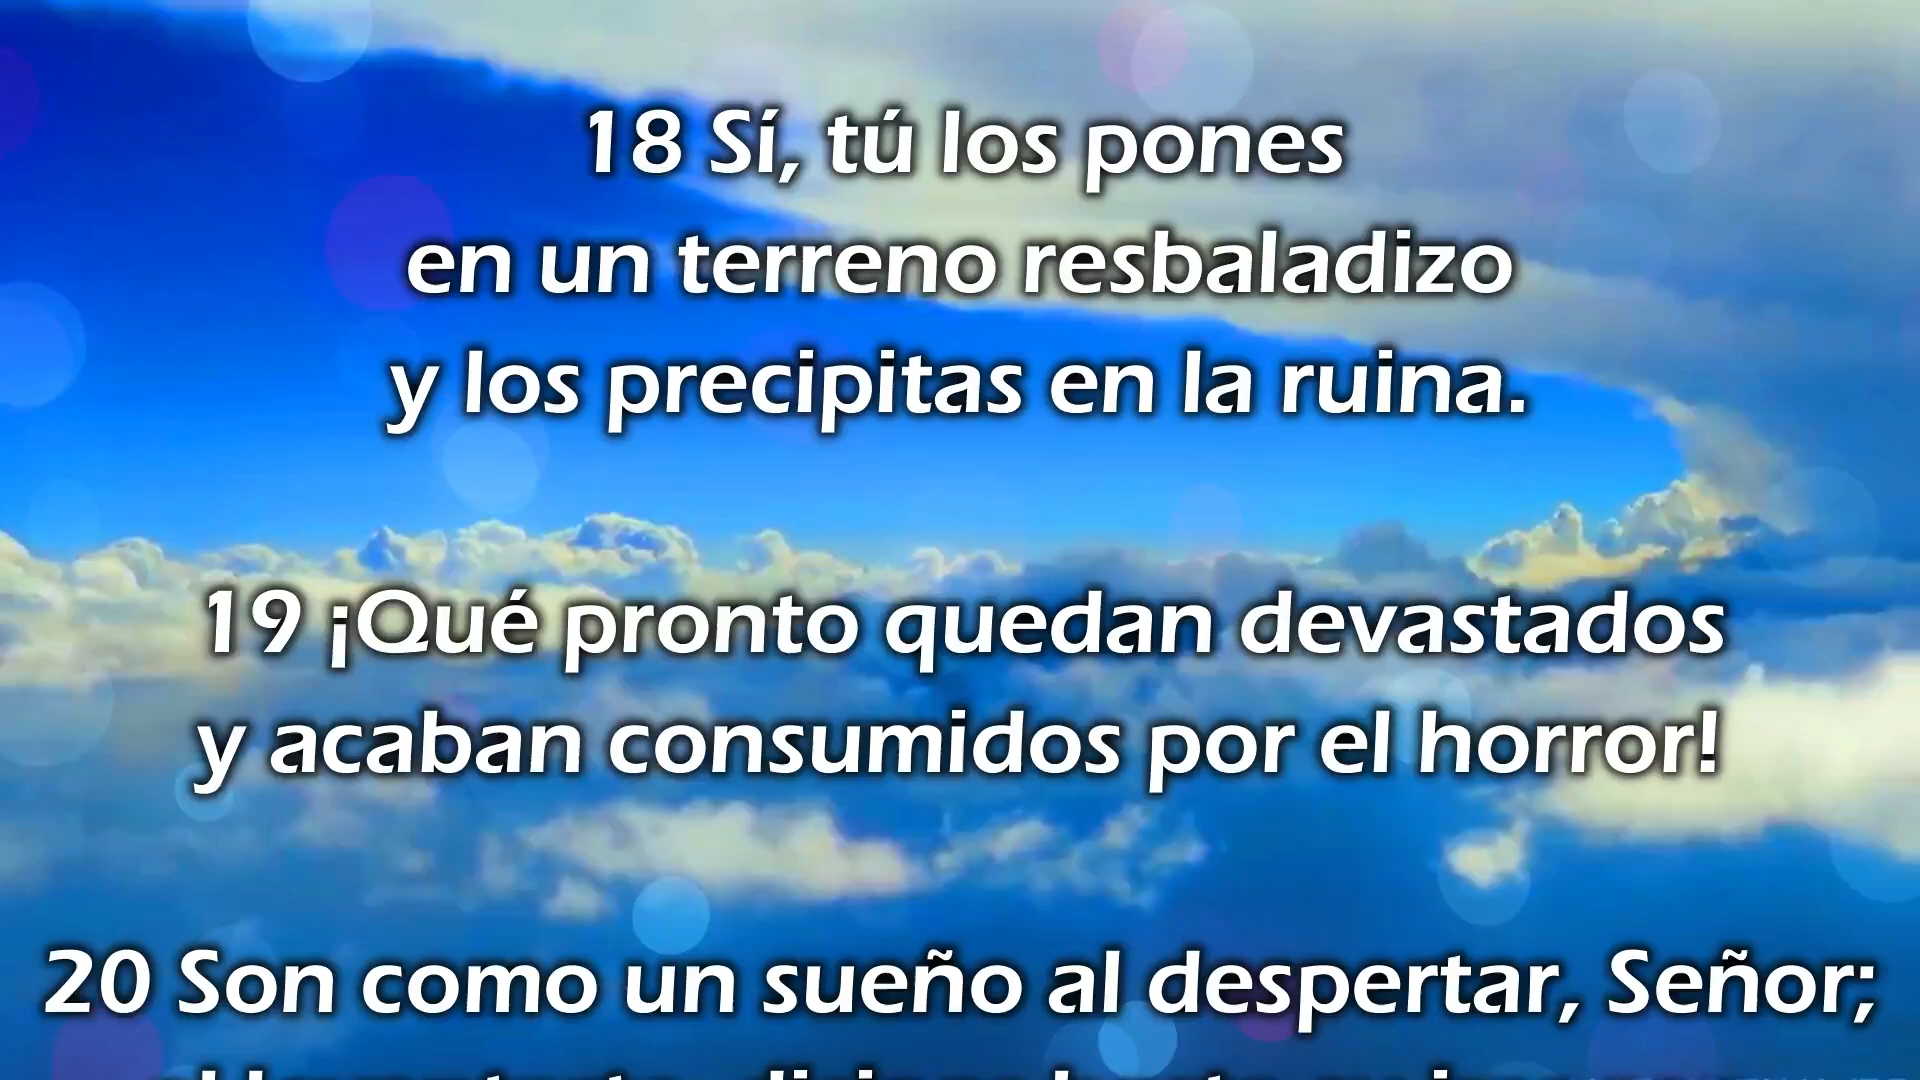 18 Sí, tú los pones
en un terreno resbaladizo
y los precipitas en la ruina.
19 ¡Qué pronto quedan devastados
y acaban consumidos por el horror!
20 Son como un sueño al despertar, Señor;